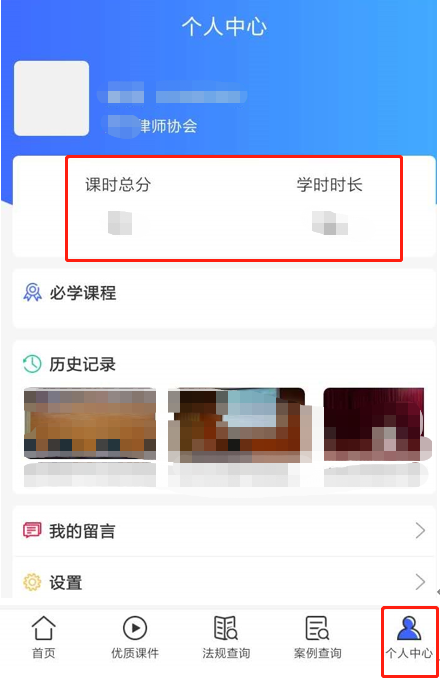 个人中心
律师协会
课时总分 学时时长
必学课程
历史记录
我的留言
设置
首页 优质课件 法规查询 案例查询 个人中心